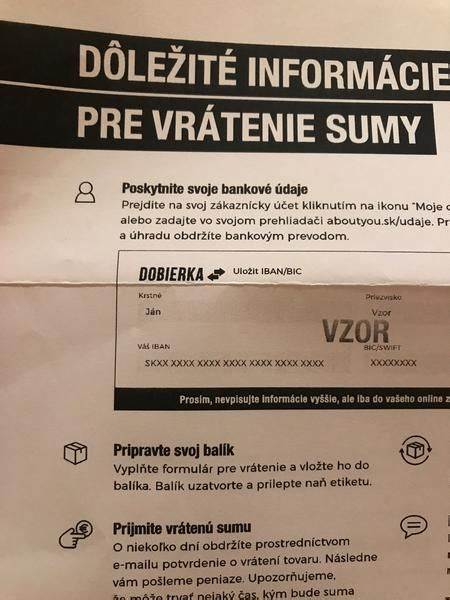 DÔLEŽITÉ INFORMÁCIE
PRE VRÁTENIE SUMY
Poskytnite svoje bankové údaje
Prejdite na svoj zákaznícky účet kliknutím na ikonu "Moje
alebo zadajte vo svojom prehliadači aboutyou.sk/udaje.
a úhradu obdržíte bankovým prevodom.
DOBIERKA Uložiť IBAN/BIC
Krstné Priezvisko
Ján Vzor
VZOR
Váš IBAN BIC/SWIFT
SKXX XXXX XXXX XXXX XXXX XXXX XXXX XXXXXXXX
Prosím, nevpisujte informácie vyššie, ale iba do vašeho online
Pripravte svoj balík
Vyplňte formulár pre vrátenie a vložte ho do
balíka. Balík uzatvorte a prilepte naň etiketu.
Prijmite vrátenú sumu
O niekoľko dní obdržíte prostredníctvom
e-mailu potvrdenie o vrátení tovaru. Následne
vám pošleme peniaze. Upozorňujeme,
že môže trvať nejaký čas, kým bude suma